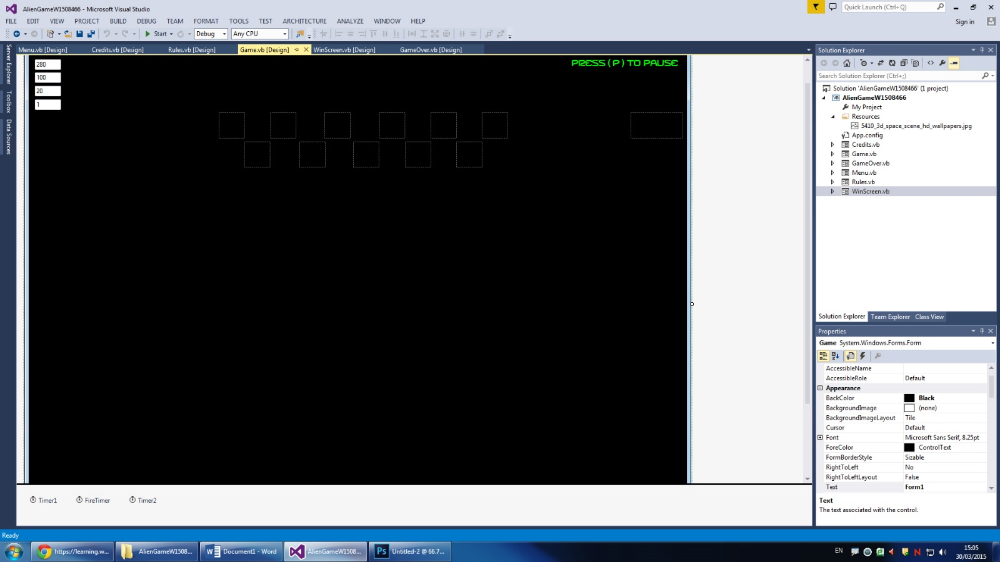 AlienGameW1508466 - Microsoft Visual Studio
Quick Launch (Ctrl+Q)
FILE EDIT VIEW PROJECT BUILD DEBUG TEAM FORMAT TOOLS TEST ARCHITECTURE ANALYZE WINDOW HELP
Sign in
Start Debug Any CPU
Server Explorer
Toolbox
Data Sources
Menu.vb [Design] Credits.vb [Design] Rules.vb [Design] Game.vb [Design] WinScreen.vb [Design] GameOver.vb [Design]
280
100
20
1
PRESS ( P ) TO PAUSE
Timer1 FireTimer Timer2
Solution Explorer
Search Solution Explorer (Ctrl+;)
Solution 'AlienGameW1508466' (1 project)
VB AlienGameW1508466
My Project
Resources
5410_3d_space_scene_hd_wallpapers.jpg
App.config
Credits.vb
Game.vb
GameOver.vb
Menu.vb
Rules.vb
WinScreen.vb
Solution Explorer Team Explorer Class View
Properties
Game System.Windows.Forms.Form
AccessibleName
AccessibleRole Default
Appearance
BackColor Black
BackgroundImage (none)
BackgroundImageLayout Tile
Cursor Default
Font Microsoft Sans Serif, 8.25pt
ForeColor ControlText
FormBorderStyle Sizable
RightToLeft No
RightToLeftLayout False
Text Form1
Text
The text associated with the control.
Ready
https://learning.w... AlienGameW1508... Document1 - Word AlienGameW1508... Ps Untitled-2 @ 66.7...
EN
15:05
30/03/2015